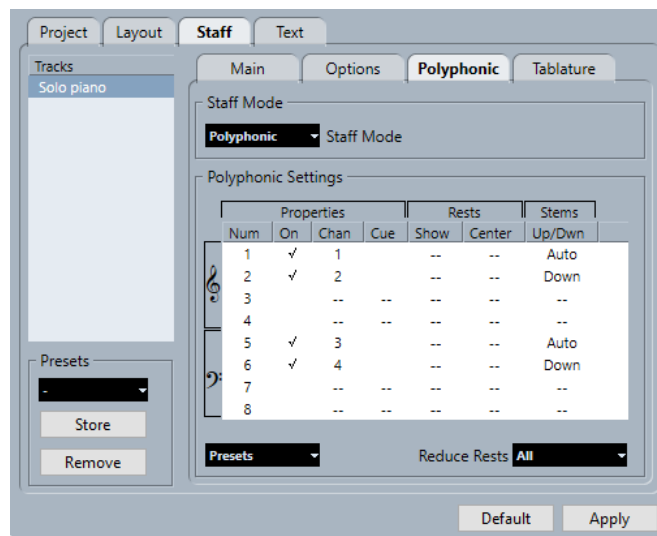 Project Layout Staff Text
Tracks
Solo piano
Main Options Polyphonic Tablature
Staff Mode
Polyphonic Staff Mode
Polyphonic Settings
Properties Rests Stems
Num On Chan Cue Show Center Up/Dwn
1 √ 1 -- -- Auto
2 √ 2 -- -- Down
3 -- -- -- -- --
4 -- -- -- -- --
5 √ 3 -- -- Auto
6 √ 4 -- -- Down
7 -- -- -- -- --
8 -- -- -- -- --
Presets
-
Store
Remove
Presets Reduce Rests All
Default Apply